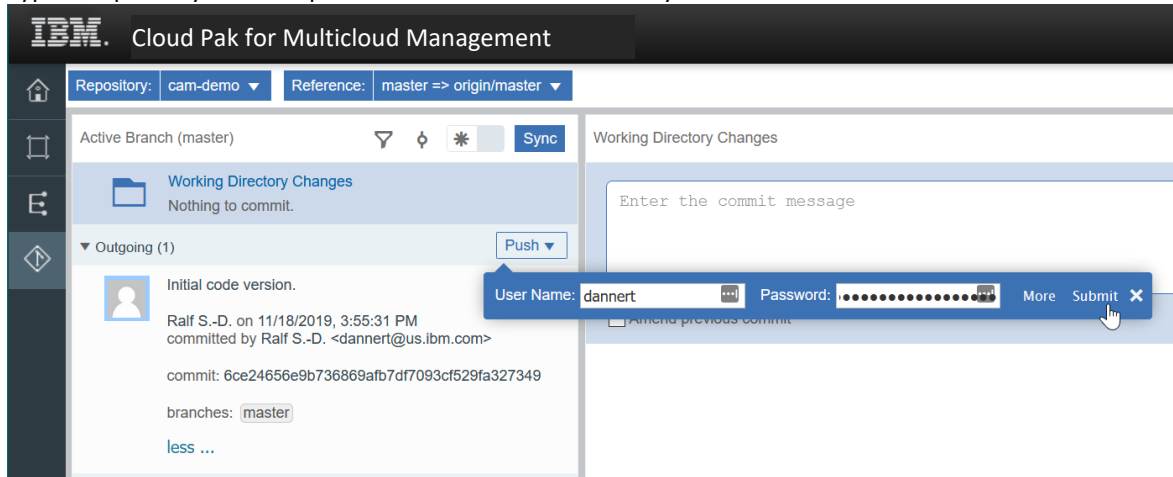 IBM. Cloud Pak for Multicloud Management
Repository: cam-demo Reference: master => origin/master
Active Branch (master) Sync
Working Directory Changes
Nothing to commit.
Outgoing (1) Push
Initial code version.
Ralf S.-D. on 11/18/2019, 3:55:31 PM
committed by Ralf S.-D. <dannert@us.ibm.com>
commit: 6ce24656e9b736869afb7df7093cf529fa327349
branches: master
less ...
Working Directory Changes
Enter the commit message
User Name: dannert Password: More Submit
Amend previous commit